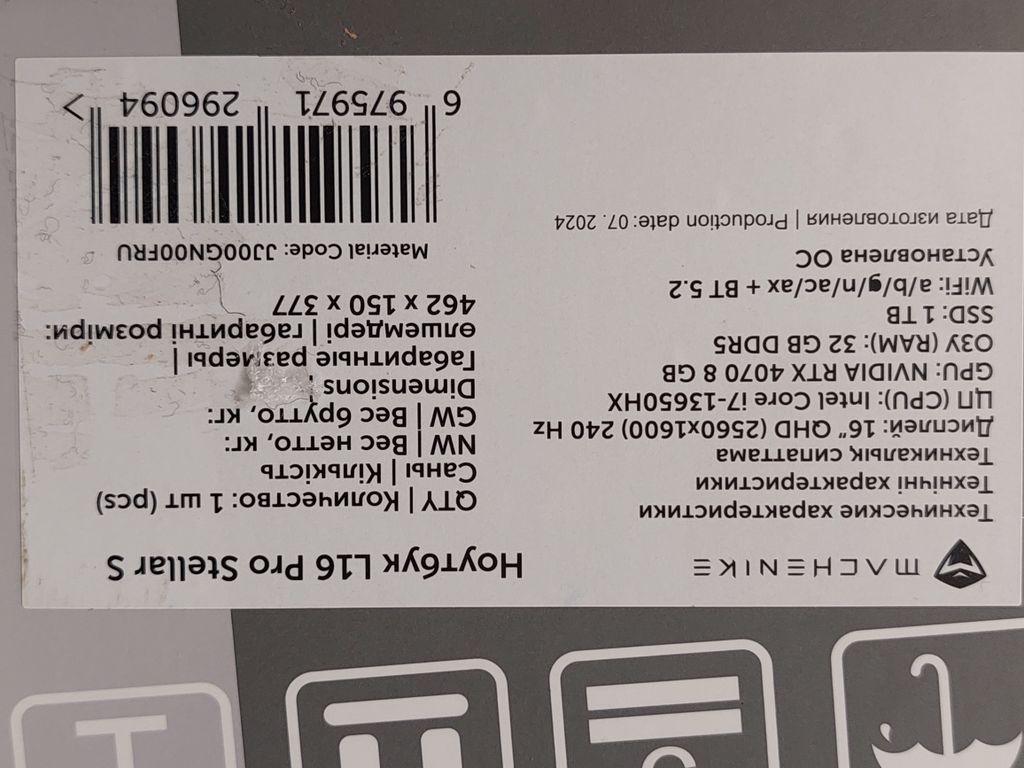 MACHENIKE
Ноутбук L16 Pro Stellar S
Технические характеристики
Технічні характеристики
Техникалық сипаттама
Дисплей: 16” QHD (2560x1600) 240 Hz
ЦП (CPU): Intel Core i7-13650HX
GPU: NVIDIA RTX 4070 8 GB
ОЗУ (RAM): 32 GB DDR5
SSD: 1 TB
WiFi: a/b/g/n/ac/ax + BT 5.2
Установлена ОС
Дата изготовления | Production date: 07. 2024
QTY | Количество: 1 шт (pcs)
Саны | Кількість
NW | Вес нетто, кг:
GW | Вес брутто, кг:
Dimensions |
Габаритные размеры |
өлшемдері | габаритні розміри:
462 x 150 x 377
Material Code: JJ00GN00FRU
6 975971 296094 >